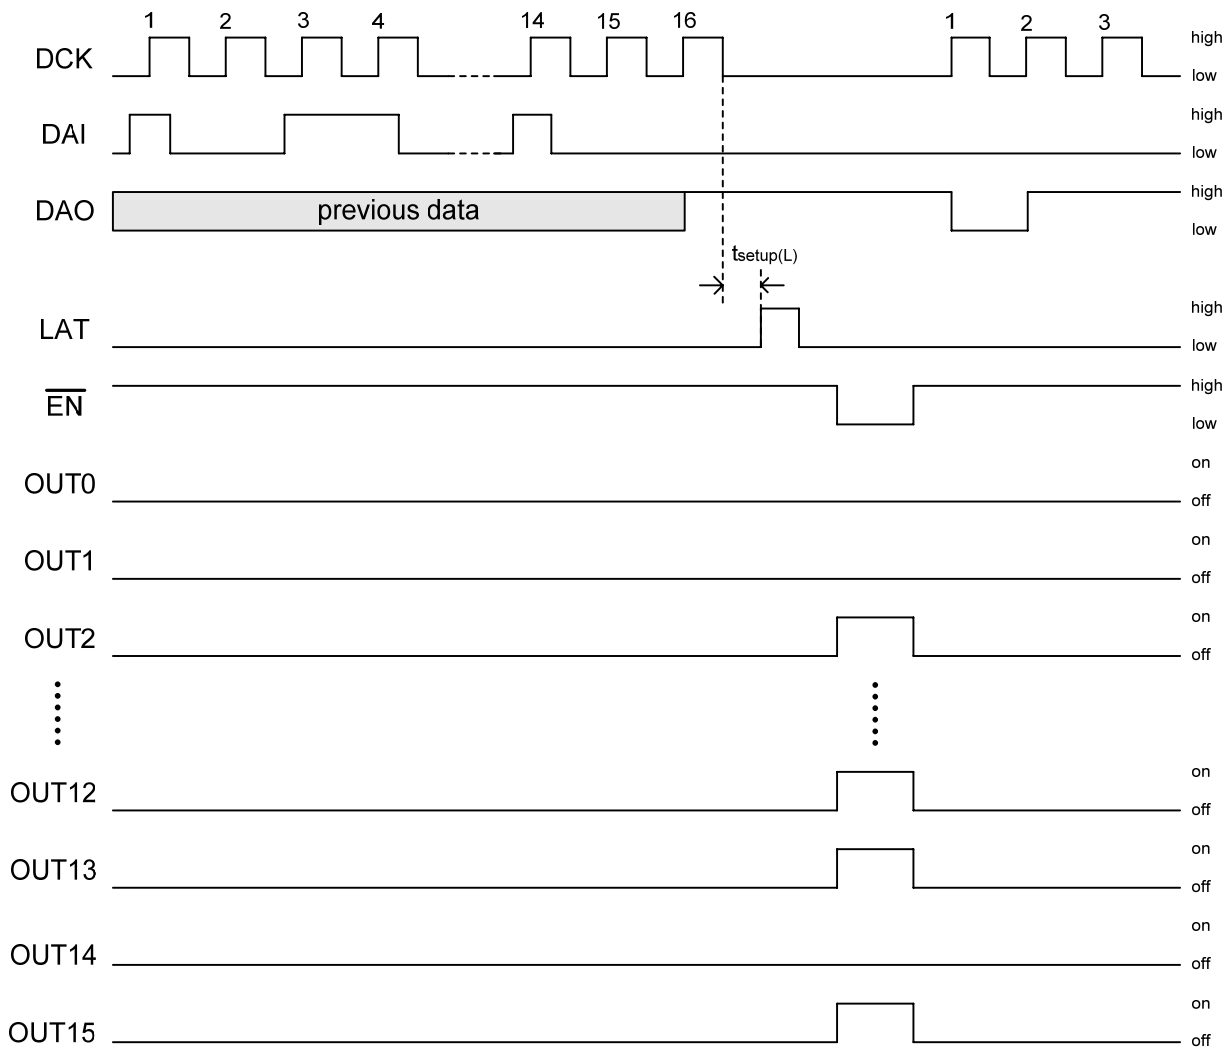 1 2 3 4 14 15 16 1 2 3
DCK high
low
DAI high
low
DAO previous data high
low
tsetup(L)
LAT high
low
EN high
low
OUT0 on
off
OUT1 on
off
OUT2 on
off
OUT12 on
off
OUT13 on
off
OUT14 on
off
OUT15 on
off